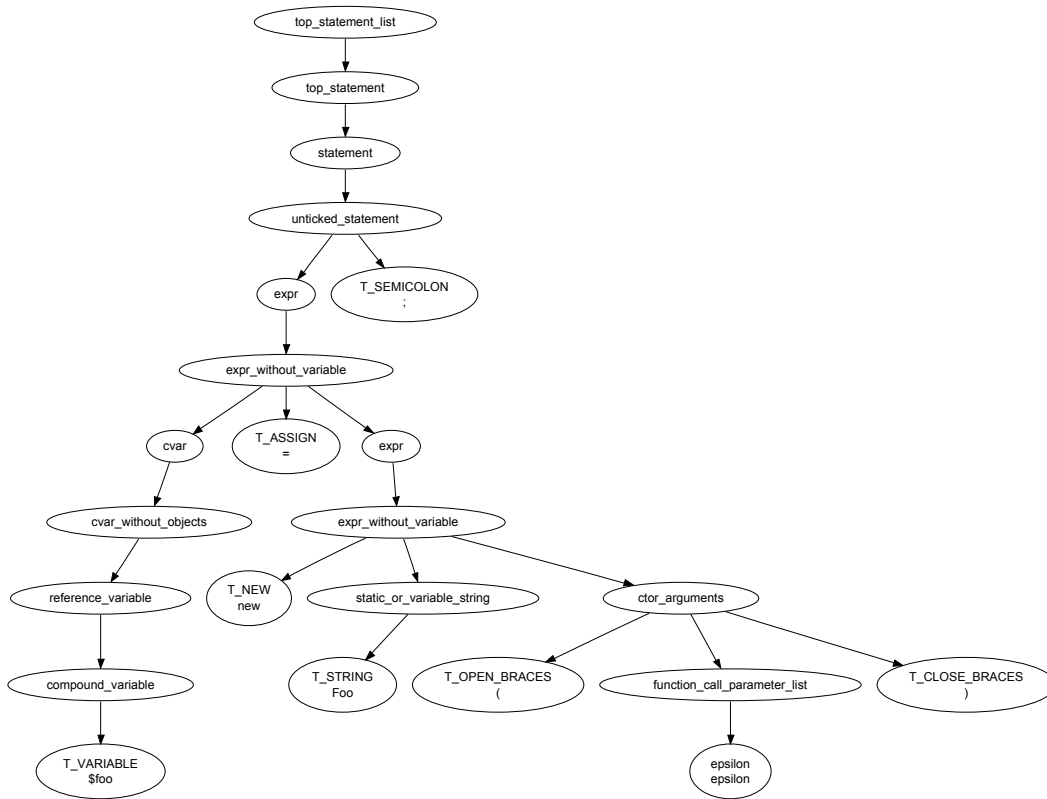 top_statement_list
top_statement
statement
unticked_statement
expr
T_SEMICOLON
;
expr_without_variable
cvar
T_ASSIGN
=
expr
cvar_without_objects
expr_without_variable
reference_variable
T_NEW
new
static_or_variable_string
ctor_arguments
compound_variable
T_STRING
Foo
T_OPEN_BRACES
(
function_call_parameter_list
T_CLOSE_BRACES
)
T_VARIABLE
$foo
epsilon
epsilon